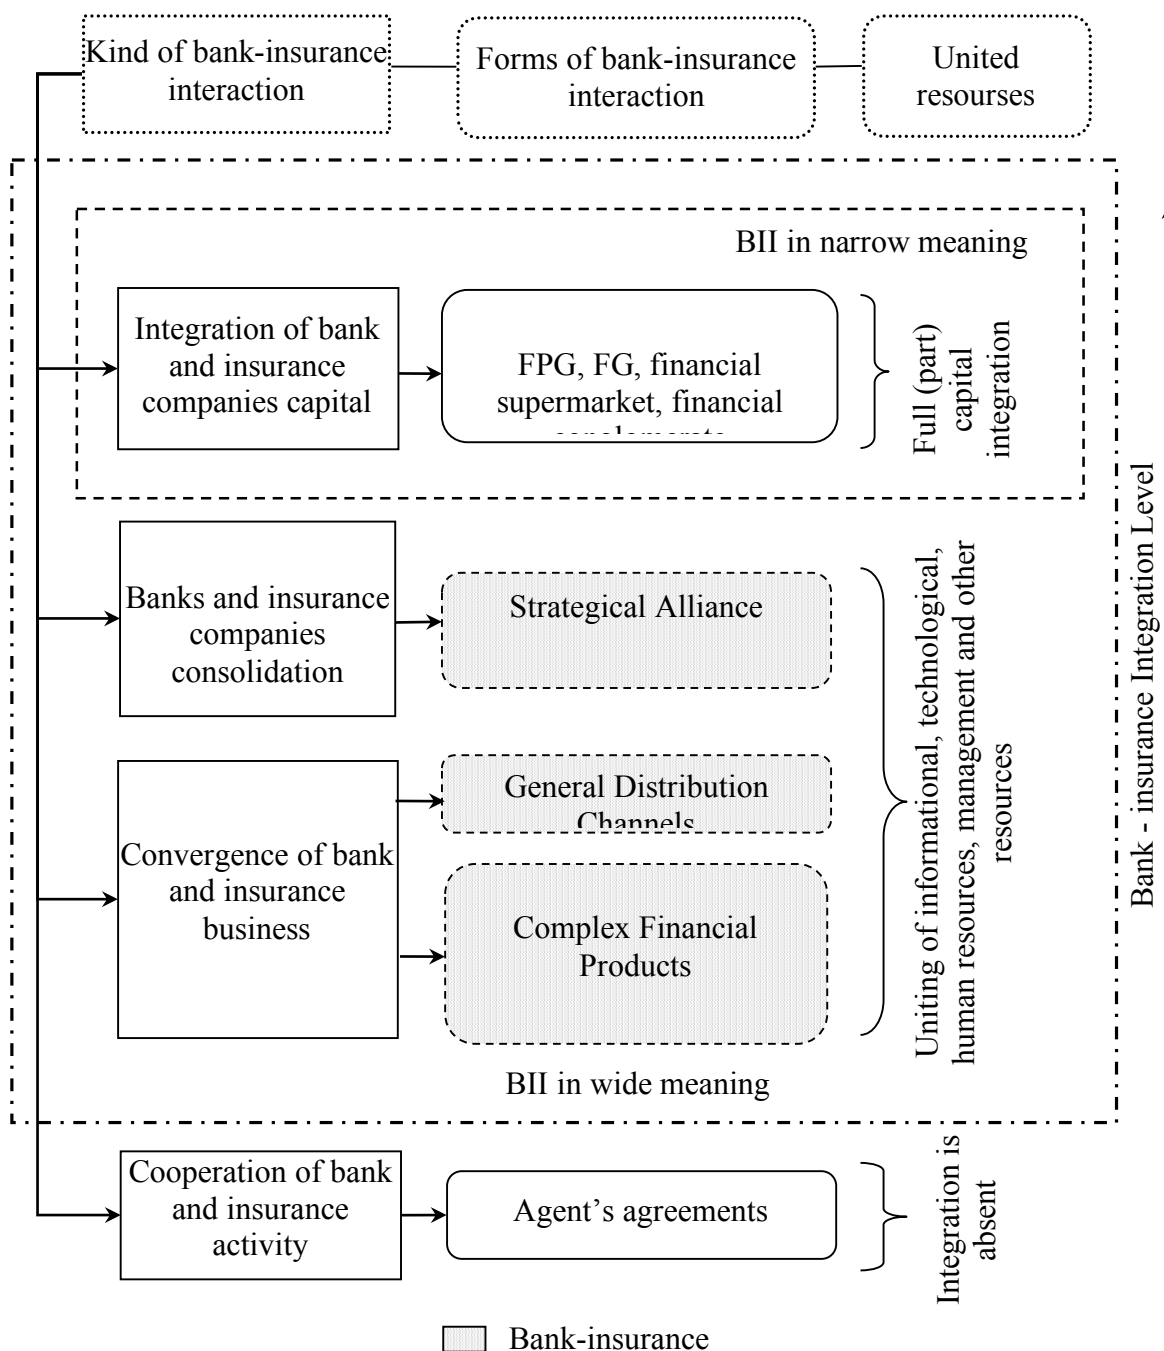 Kind of bank-insurance
interaction
Forms of bank-insurance
interaction
United
resourses
BII in narrow meaning
Integration of bank
and insurance
companies capital
FPG, FG, financial
supermarket, financial
conglomerate
Full (part)
capital
integration
Banks and insurance
companies
consolidation
Strategical Alliance
Convergence of bank
and insurance
business
General Distribution
Channels
Complex Financial
Products
Uniting of informational, technological,
human resources, management and other
resources
BII in wide meaning
Bank - insurance Integration Level
Cooperation of bank
and insurance
activity
Agent’s agreements
Integration is
absent
Bank-insurance